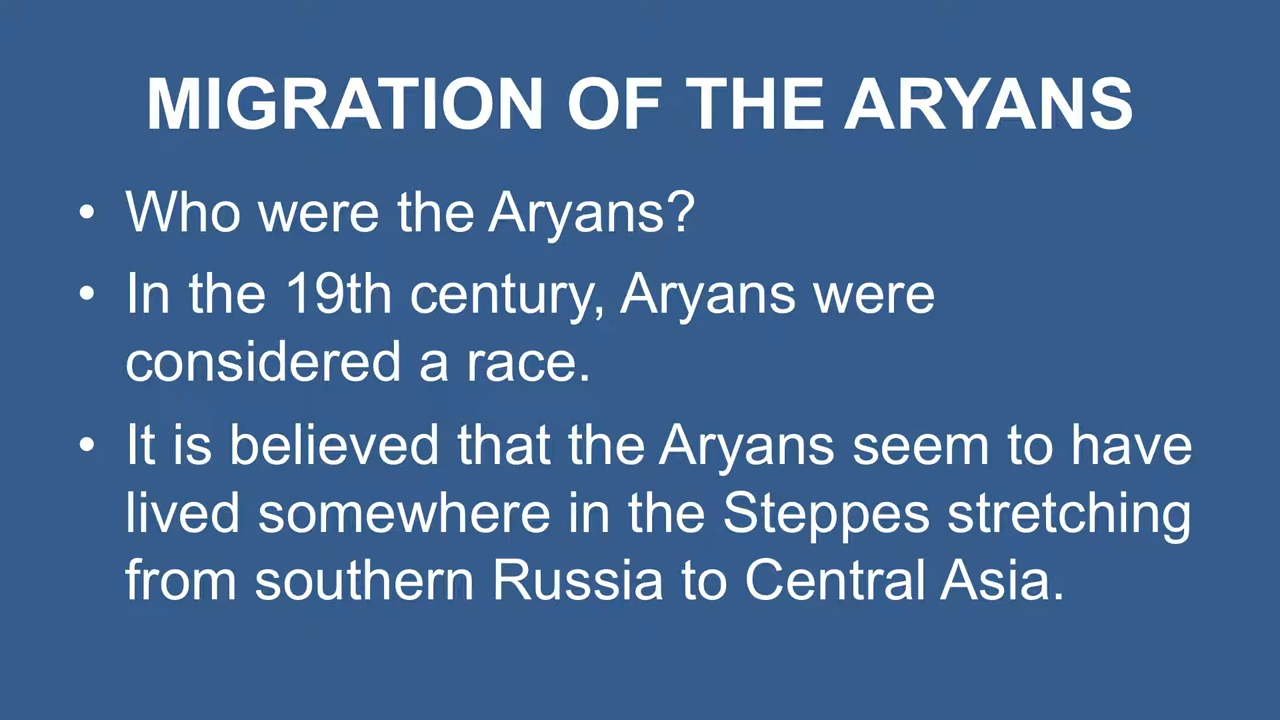 MIGRATION OF THE ARYANS
• Who were the Aryans?
• In the 19th century, Aryans were
considered a race.
• It is believed that the Aryans seem to have
lived somewhere in the Steppes stretching
from southern Russia to Central Asia.